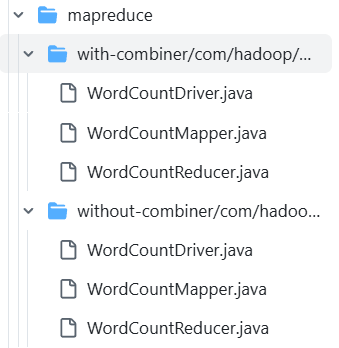 mapreduce
with-combiner/com/hadoop/...
WordCountDriver.java
WordCountMapper.java
WordCountReducer.java
without-combiner/com/hadoo...
WordCountDriver.java
WordCountMapper.java
WordCountReducer.java